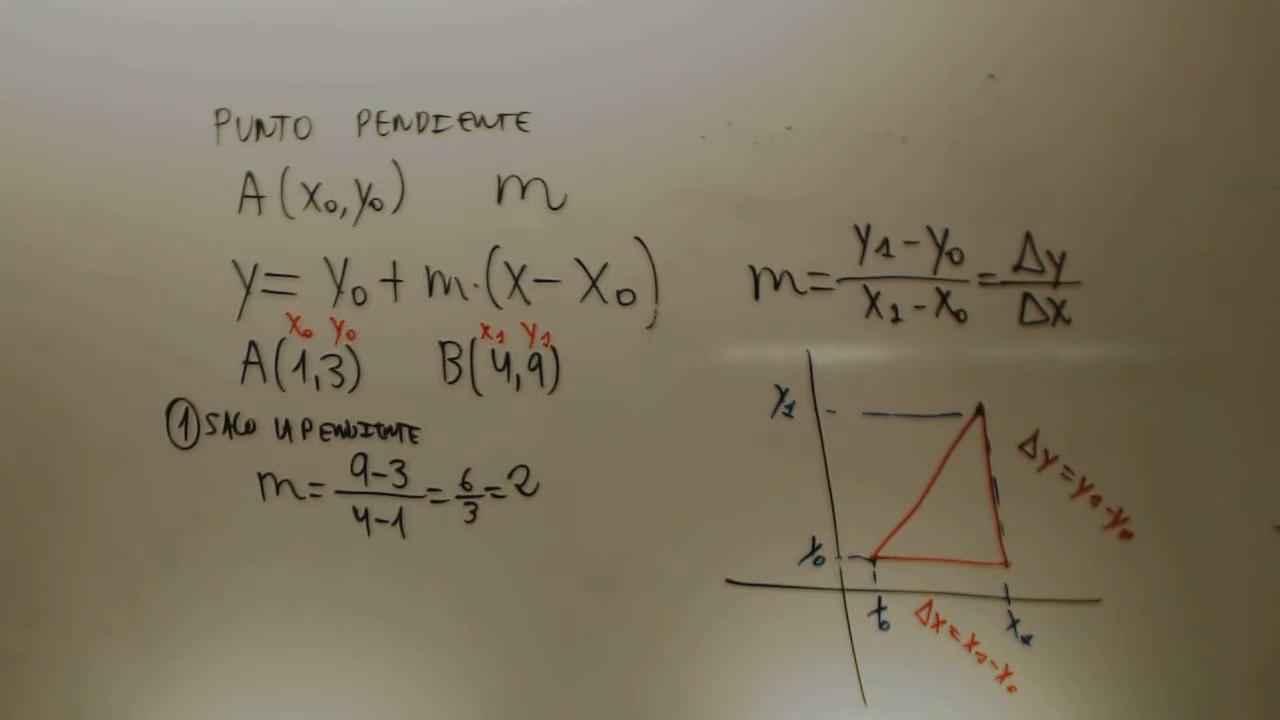 PUNTO PENDIENTE
A(x₀,y₀) m
y= y₀+m·(x-x₀)
x₀ y₀ x₁ y₁
A(1,3) B(4,9)
① SACO LA PENDIENTE
m= 9-3 / 4-1 = 6/3 = 2
m= y₁-y₀ / x₁-x₀ = Δy / Δx
y₁
Δy=y₁-y₀
y₀
x₁
Δx=x₁-x₀